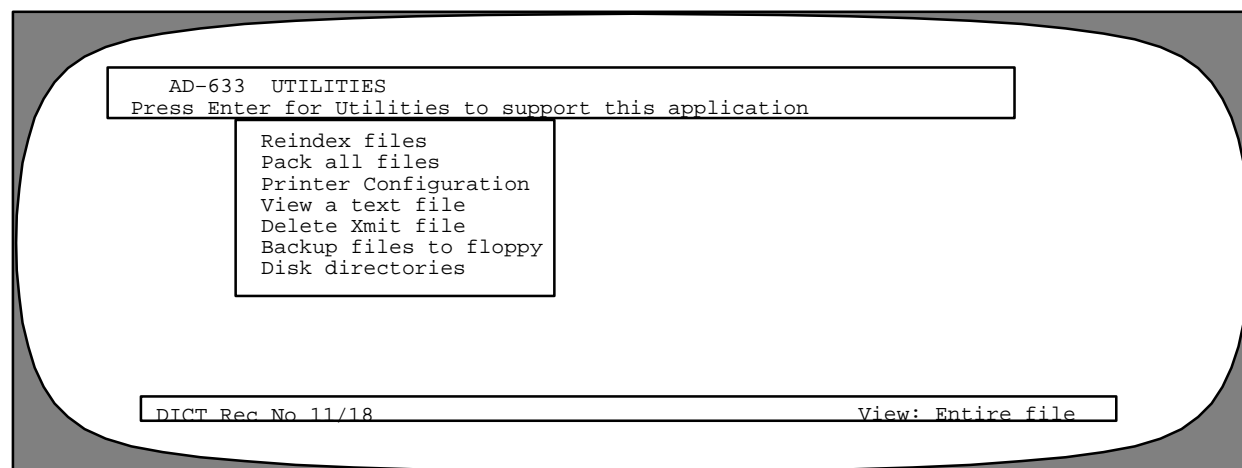 AD-633 UTILITIES
Press Enter for Utilities to support this application
Reindex files
Pack all files
Printer Configuration
View a text file
Delete Xmit file
Backup files to floppy
Disk directories
DICT Rec No 11/18 View: Entire file